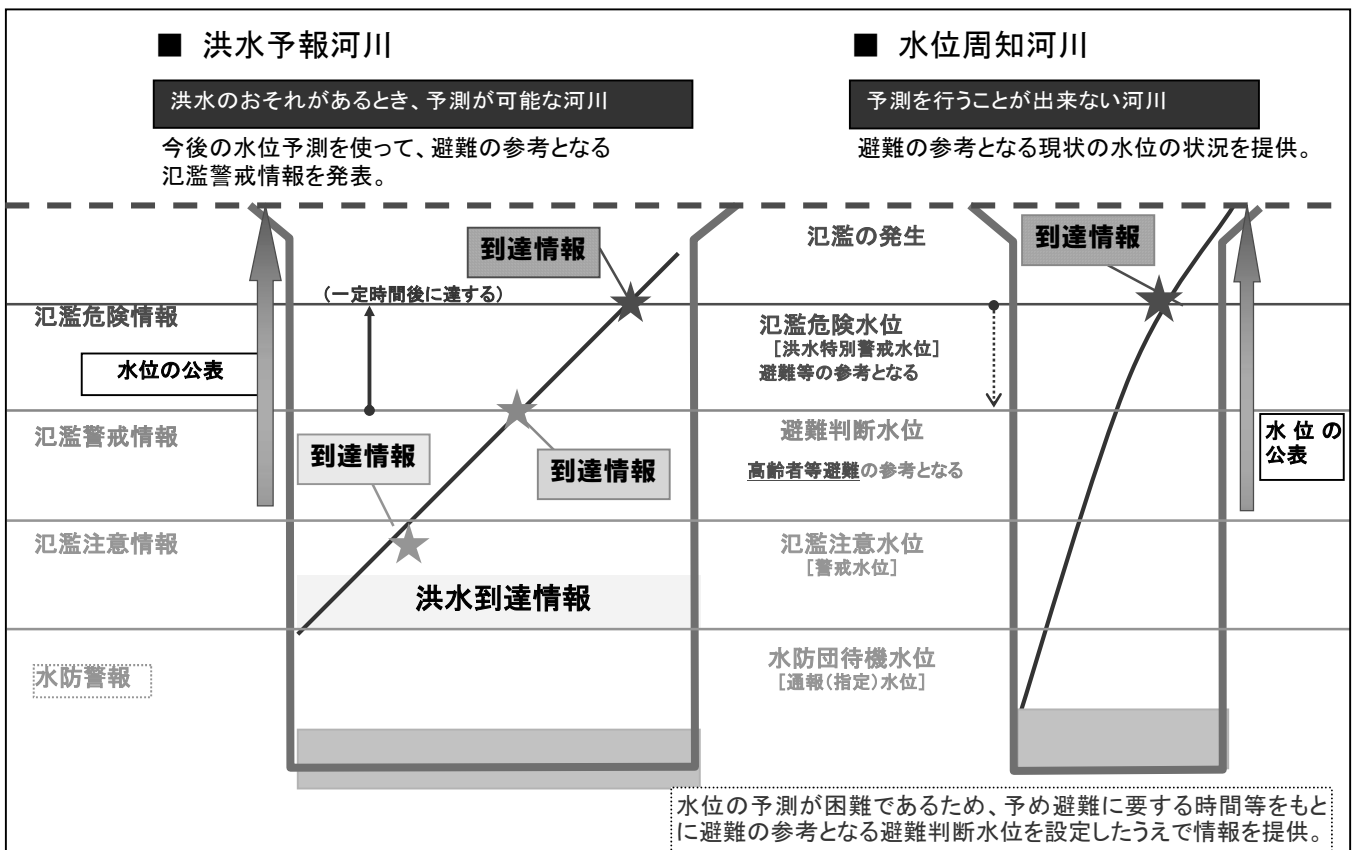 ■ 洪水予報河川
洪水のおそれがあるとき、予測が可能な河川
今後の水位予測を使って、避難の参考となる
氾濫警戒情報を発表。
■ 水位周知河川
予測を行うことが出来ない河川
避難の参考となる現状の水位の状況を提供。
到達情報
氾濫の発生
到達情報
(一定時間後に達する)
氾濫危険情報
水位の公表
氾濫危険水位
[洪水特別警戒水位]
避難等の参考となる
氾濫警戒情報
到達情報
到達情報
避難判断水位
高齢者等避難の参考となる
水位の
公表
氾濫注意情報
氾濫注意水位
[警戒水位]
洪水到達情報
水防警報
水防団待機水位
[通報(指定)水位]
水位の予測が困難であるため、予め避難に要する時間等をもと
に避難の参考となる避難判断水位を設定したうえで情報を提供。